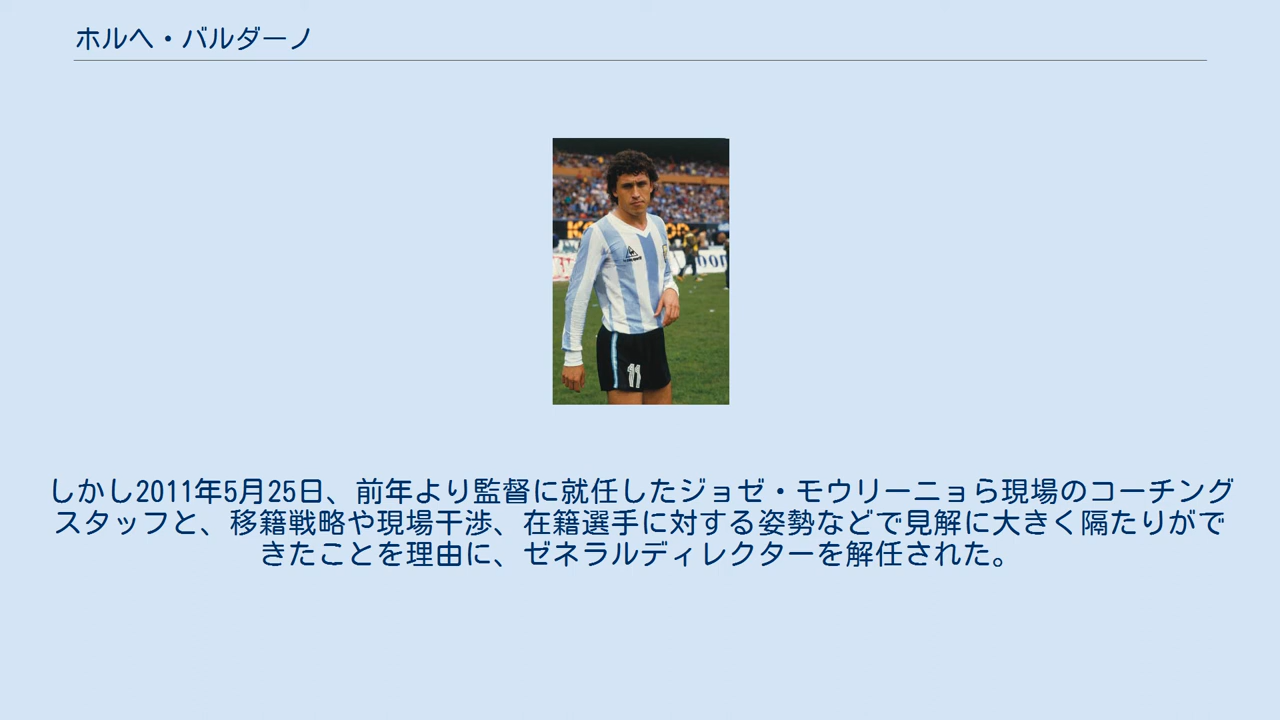 ホルヘ・バルダーノ
11
しかし2011年5月25日、前年より監督に就任したジョゼ・モウリーニョら現場のコーチング
スタッフと、移籍戦略や現場干渉、在籍選手に対する姿勢などで見解に大きく隔たりがで
きたことを理由に、ゼネラルディレクターを解任された。